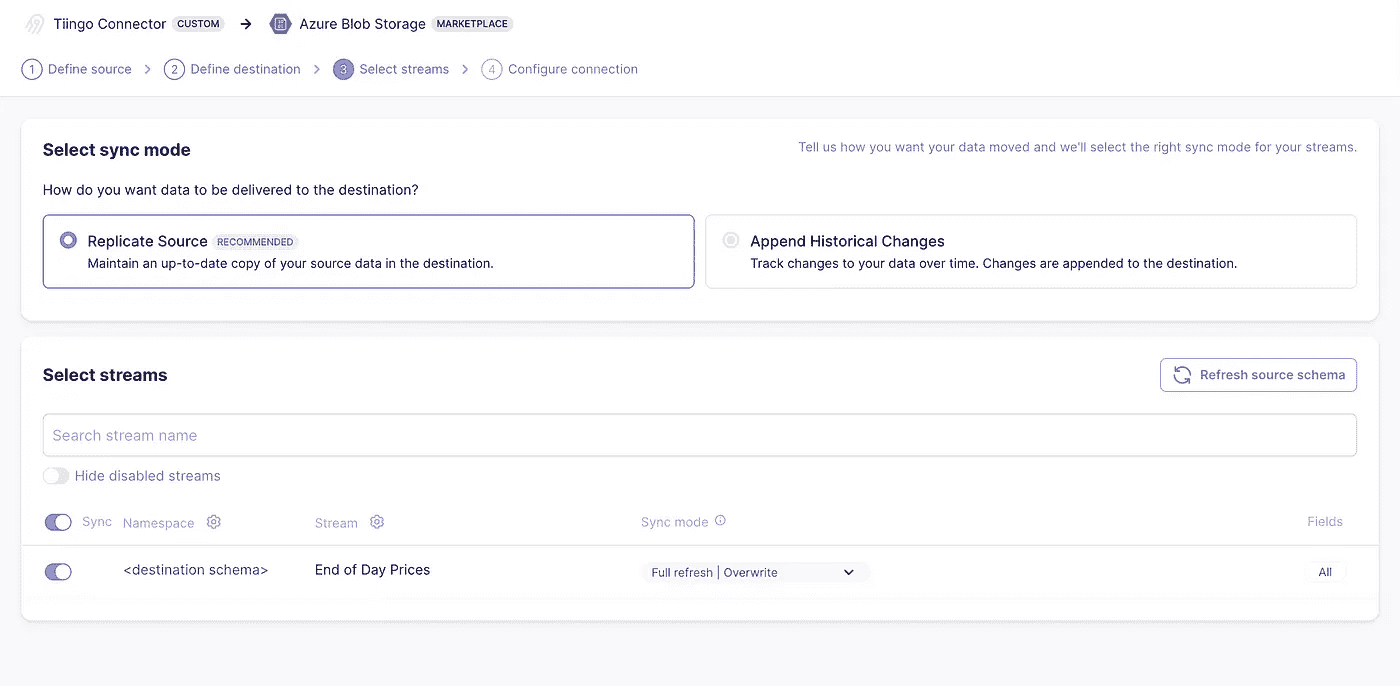 Tiingo Connector CUSTOM → Azure Blob Storage MARKETPLACE
1 Define source > 2 Define destination > 3 Select streams > 4 Configure connection
Select sync mode Tell us how you want your data moved and we'll select the right sync mode for your streams.
How do you want data to be delivered to the destination?
Replicate Source RECOMMENDED
Maintain an up-to-date copy of your source data in the destination.
Append Historical Changes
Track changes to your data over time. Changes are appended to the destination.
Select streams Refresh source schema
Search stream name
Hide disabled streams
Sync Namespace Stream Sync mode Fields
<destination schema> End of Day Prices Full refresh | Overwrite All